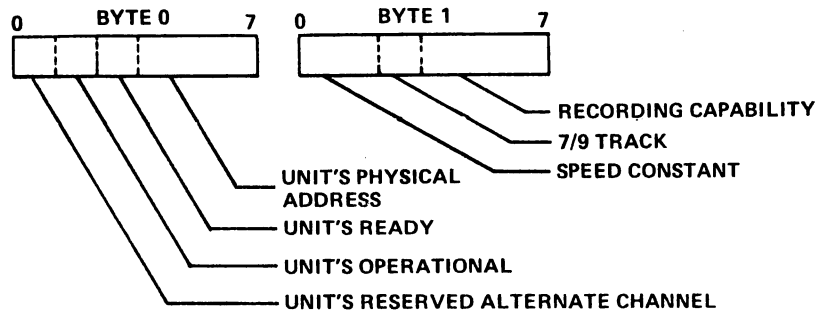 0 BYTE 0 7 0 BYTE 1 7
RECORDING CAPABILITY
7/9 TRACK
SPEED CONSTANT
UNIT'S PHYSICAL
ADDRESS
UNIT'S READY
UNIT'S OPERATIONAL
UNIT'S RESERVED ALTERNATE CHANNEL